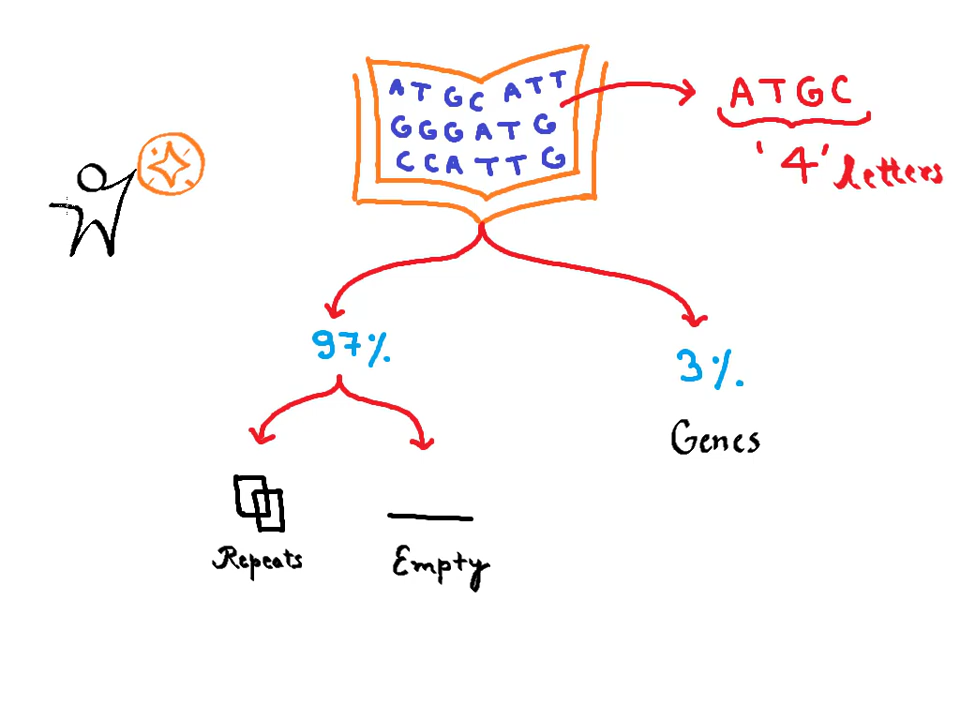 ATGC ATT
GGGATG
CCATTG
ATGC
'4' letters
97%
3%
Genes
Repeats
Empty